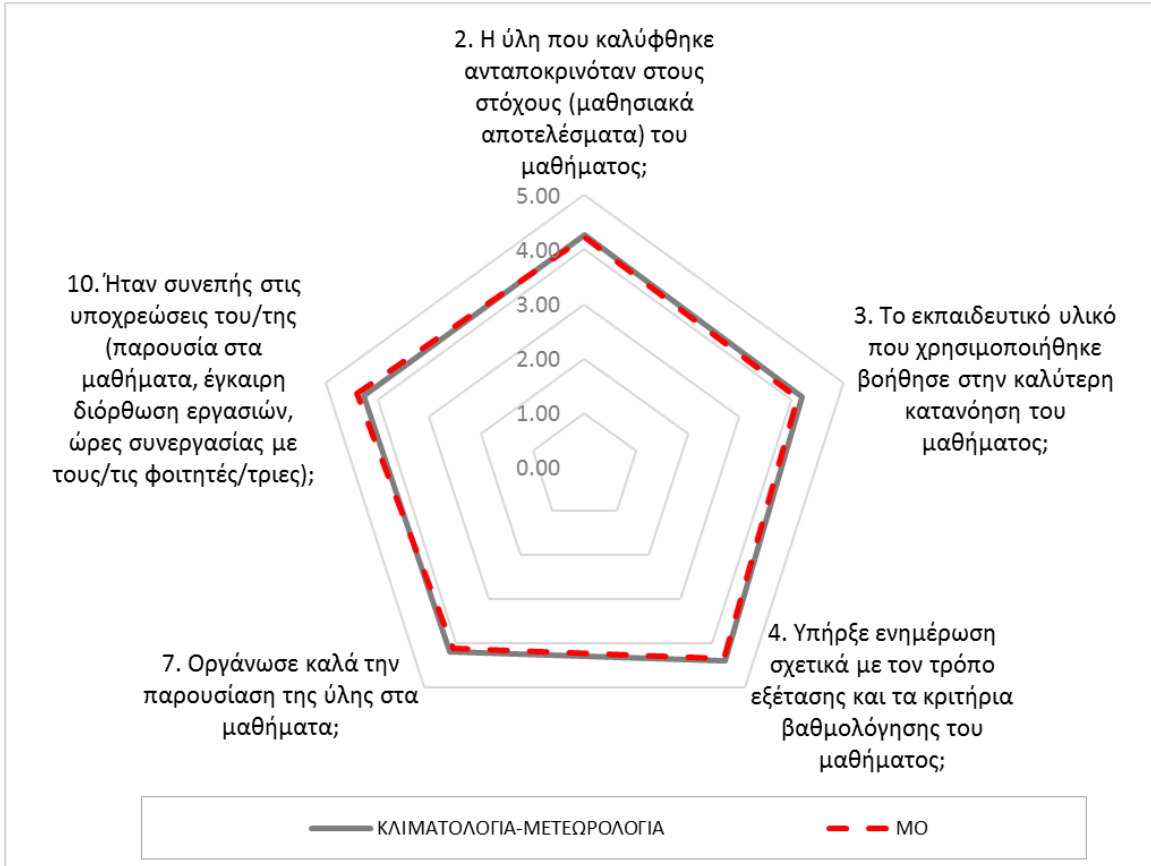 2. Η ύλη που καλύφθηκε
ανταποκρινόταν στους
στόχους (μαθησιακά
αποτελέσματα) του
μαθήματος;
5.00
4.00
3.00
2.00
1.00
0.00
3. Το εκπαιδευτικό υλικό
που χρησιμοποιήθηκε
βοήθησε στην καλύτερη
κατανόηση του
μαθήματος;
4. Υπήρξε ενημέρωση
σχετικά με τον τρόπο
εξέτασης και τα κριτήρια
βαθμολόγησης του
μαθήματος;
7. Οργάνωσε καλά την
παρουσίαση της ύλης στα
μαθήματα;
10. Ήταν συνεπής στις
υποχρεώσεις του/της
(παρουσία στα
μαθήματα, έγκαιρη
διόρθωση εργασιών,
ώρες συνεργασίας με
τους/τις φοιτητές/τριες);
ΚΛΙΜΑΤΟΛΟΓΙΑ-ΜΕΤΕΩΡΟΛΟΓΙΑ
ΜΟ